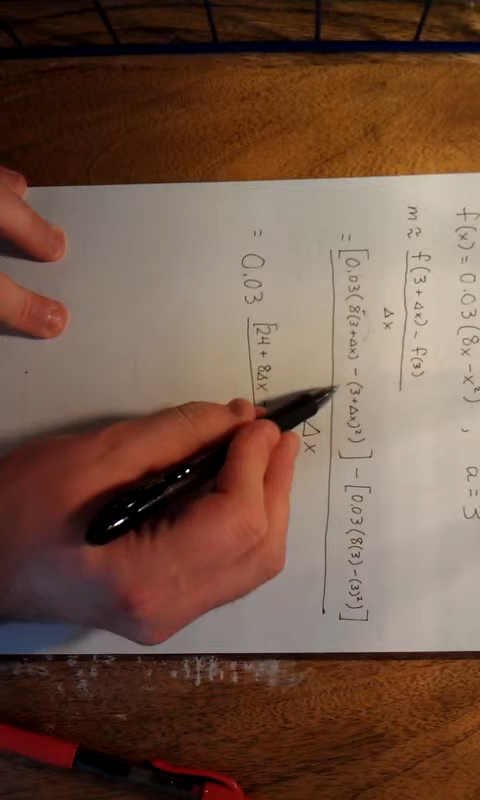 f(x) = 0.03(8x - x²), a = 3
m ≈ f(3 + Δx) - f(3)
Δx
= [0.03(8(3+Δx) - (3+Δx)²)] - [0.03(8(3) - (3)²)]
Δx
= 0.03 [24 + 8Δx